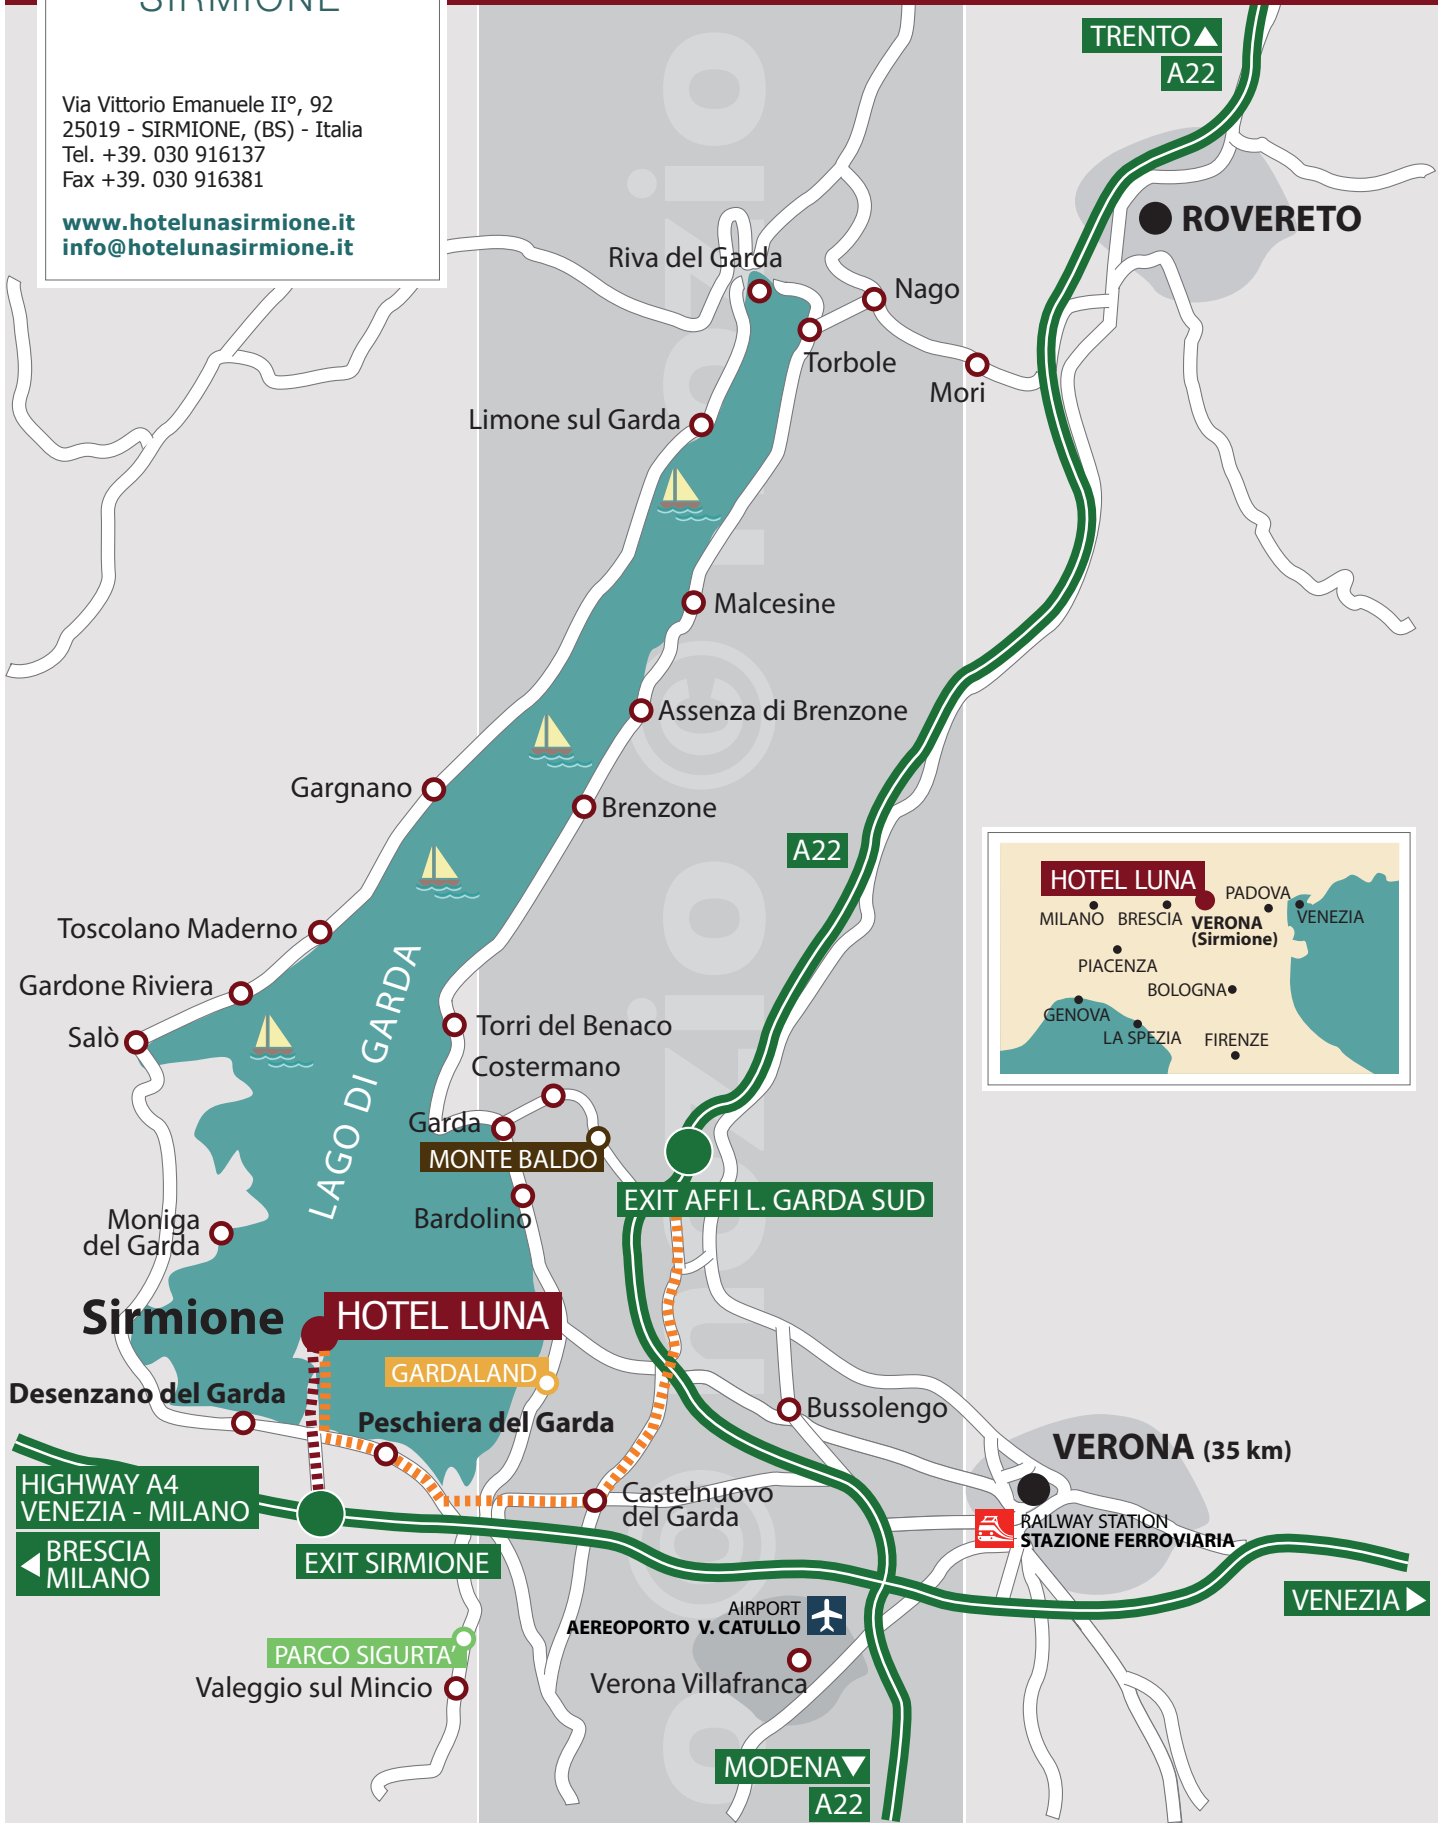 SIRMIONE
Via Vittorio Emanuele II°, 92
25019 - SIRMIONE, (BS) - Italia
Tel. +39. 030 916137
Fax +39. 030 916381
www.hotelunasirmione.it
info@hotelunasirmione.it
TRENTO
A22
ROVERETO
Riva del Garda
Nago
Torbole
Mori
Limone sul Garda
Malcesine
Assenza di Brenzone
Gargnano
Brenzone
A22
HOTEL LUNA
MILANO
BRESCIA
VERONA
(Sirmione)
PADOVA
VENEZIA
PIACENZA
BOLOGNA
GENOVA
LA SPEZIA
FIRENZE
Toscolano Maderno
Gardone Riviera
Salò
LAGO DI GARDA
Torri del Benaco
Costermano
Garda
MONTE BALDO
EXIT AFFI L. GARDA SUD
Bardolino
Moniga
del Garda
Sirmione
HOTEL LUNA
GARDALAND
Desenzano del Garda
Peschiera del Garda
Bussolengo
VERONA (35 km)
HIGHWAY A4
VENEZIA - MILANO
Castelnuovo
del Garda
RAILWAY STATION
STAZIONE FERROVIARIA
BRESCIA
MILANO
EXIT SIRMIONE
VENEZIA
AIRPORT
AEREOPORTO V. CATULLO
PARCO SIGURTA'
Valeggio sul Mincio
Verona Villafranca
MODENA
A22